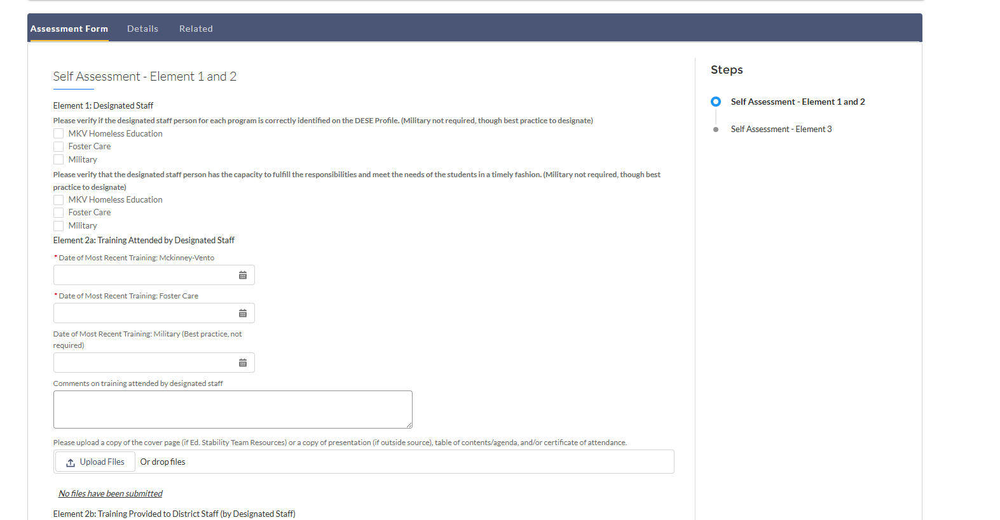 Assessment Form
Details
Related
Self Assessment - Element 1 and 2
Element 1: Designated Staff
Please verify if the designated staff person for each program is correctly identified on the DESE Profile. (Military not required, though best practice to designate)
MKV Homeless Education
Foster Care
Military
Please verify that the designated staff person has the capacity to fulfill the responsibilities and meet the needs of the students in a timely fashion. (Military not required, though best
practice to designate)
MKV Homeless Education
Foster Care
Military
Element 2a: Training Attended by Designated Staff
* Date of Most Recent Training: Mckinney-Vento
* Date of Most Recent Training: Foster Care
Date of Most Recent Training: Military (Best practice, not
required)
Comments on training attended by designated staff
Please upload a copy of the cover page (if Ed. Stability Team Resources) or a copy of presentation (if outside source), table of contents/agenda, and/or certificate of attendance.
Upload Files
Or drop files
No files have been submitted
Element 2b: Training Provided to District Staff (by Designated Staff)
Steps
Self Assessment - Element 1 and 2
Self Assessment - Element 3